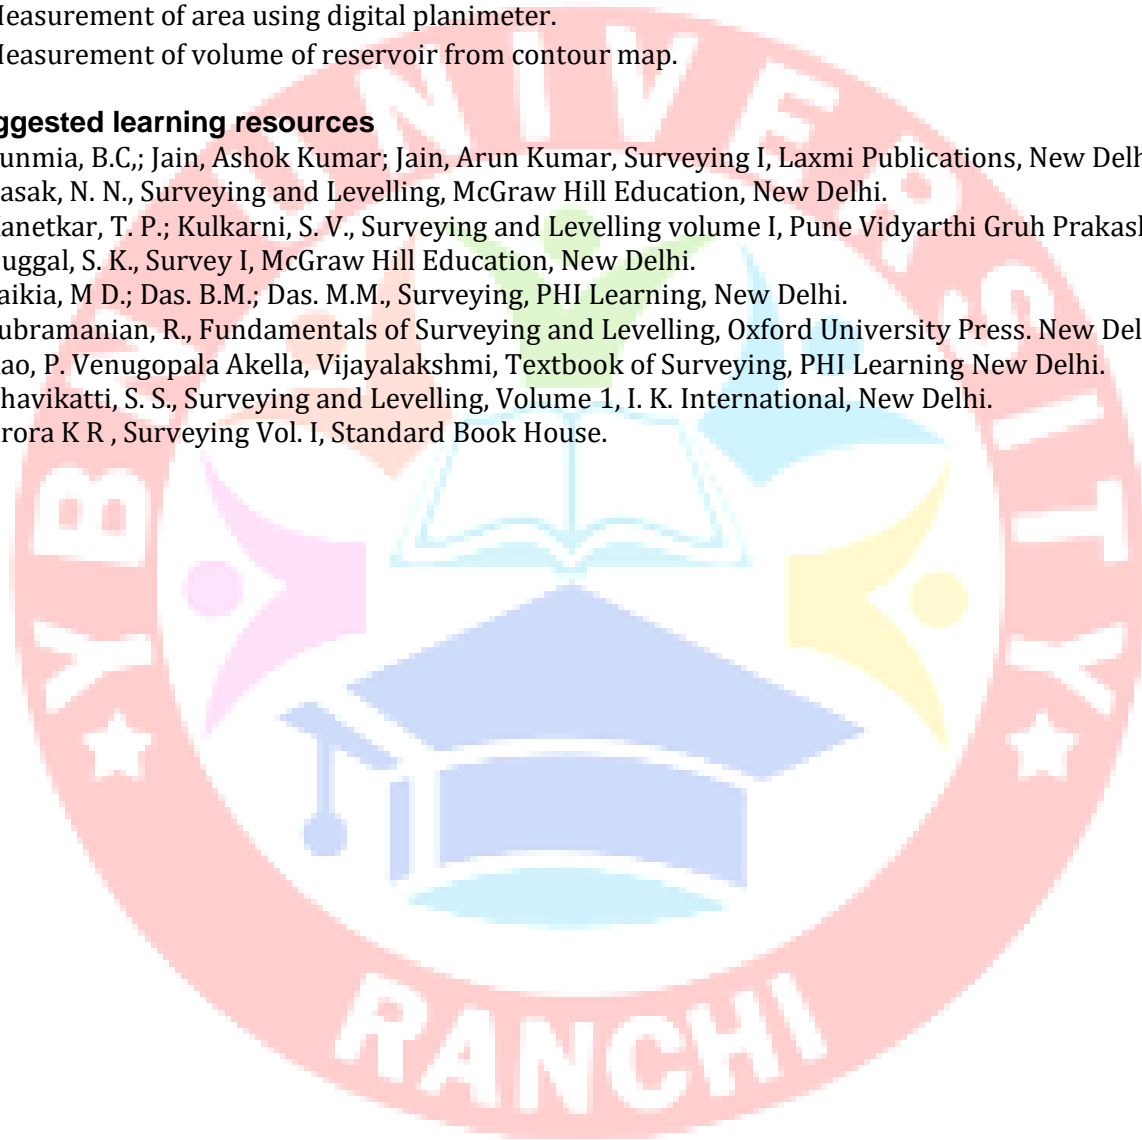 leasurement of area using digital planimeter.
leasurement of volume of reservoir from contour map.
ggested learning resources
unmia, B.C,; Jain, Ashok Kumar; Jain, Arun Kumar, Surveying I, Laxmi Publications, New Delh
asak, N. N., Surveying and Levelling, McGraw Hill Education, New Delhi.
anetkar, T. P.; Kulkarni, S. V., Surveying and Levelling volume I, Pune Vidyarthi Gruh Prakash
uggal, S. K., Survey I, McGraw Hill Education, New Delhi.
aikia, M D.; Das. B.M.; Das. M.M., Surveying, PHI Learning, New Delhi.
ubramanian, R., Fundamentals of Surveying and Levelling, Oxford University Press. New Del
ao, P. Venugopala Akella, Vijayalakshmi, Textbook of Surveying, PHI Learning New Delhi.
havikatti, S. S., Surveying and Levelling, Volume 1, I. K. International, New Delhi.
rora K R , Surveying Vol. I, Standard Book House.
YBN UNIVERSITY
RANCHI